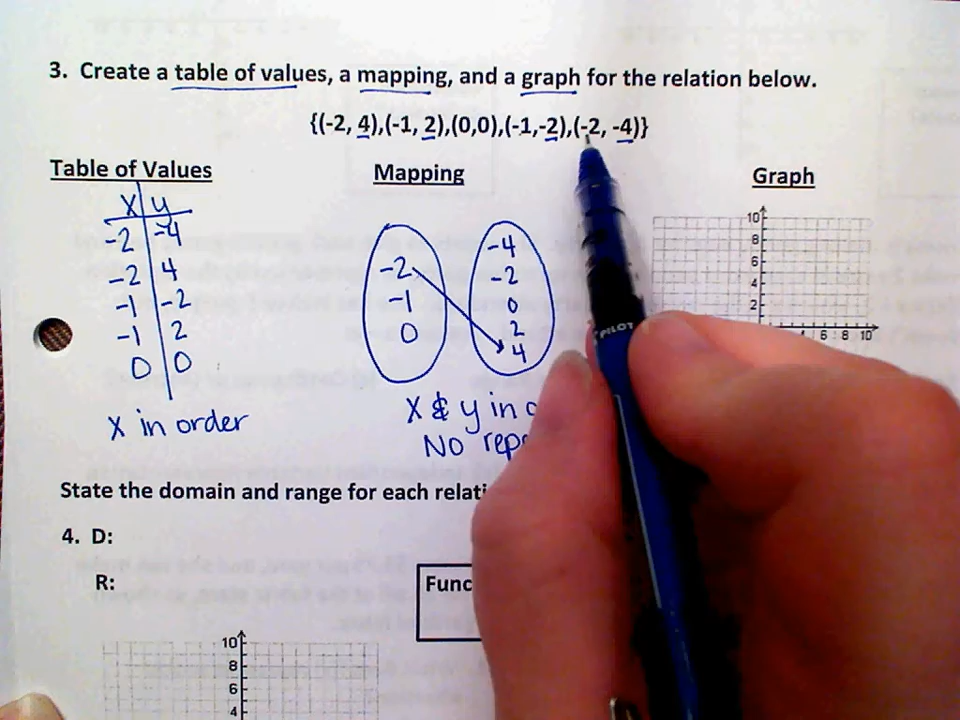 3. Create a table of values, a mapping, and a graph for the relation below.
{(-2, 4),(-1, 2),(0,0),(-1,-2),(-2, -4)}
Table of Values
x y
-2 -4
-2 4
-1 -2
-1 2
0 0
x in order
Mapping
-2
-1
0
-4
-2
0
2
4
X & y in
NO rep
Graph
10
8
6
4
2
6 8 10
PILOT
State the domain and range for each relati
4. D:
R:
Func
10
8
6
4